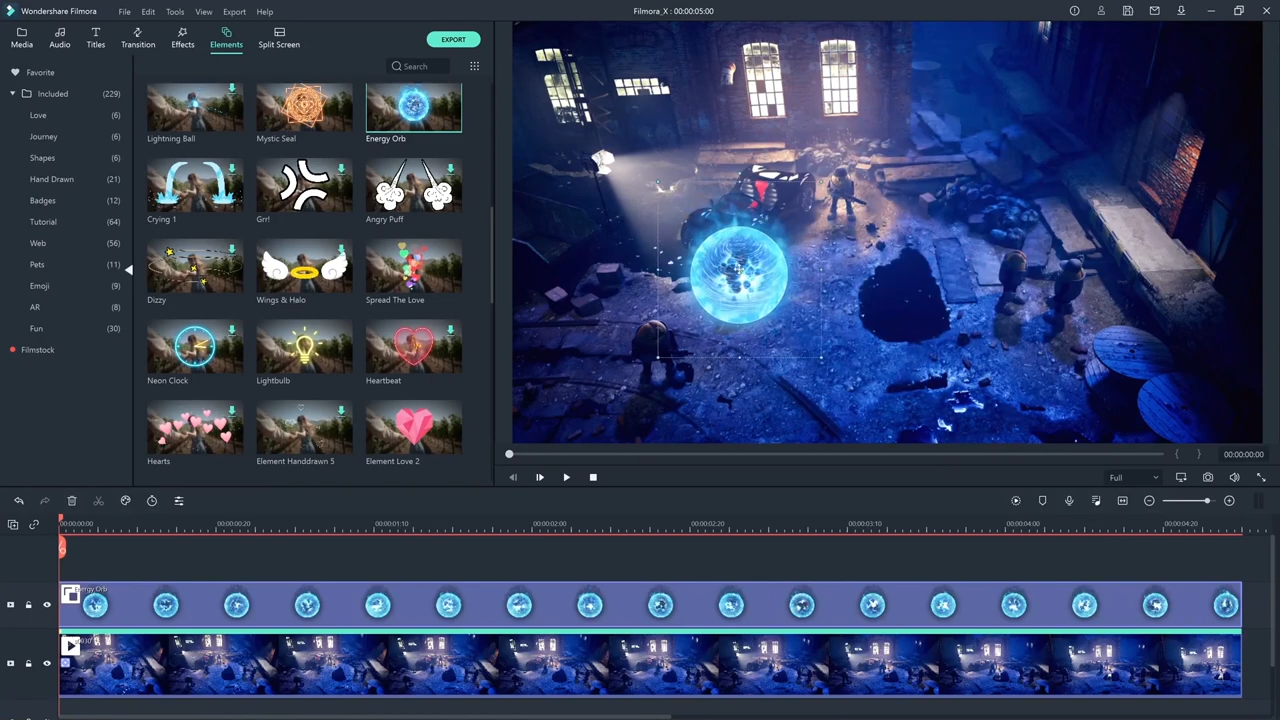 Wondershare Filmora
File
Edit
Tools
View
Export
Help
Filmora_X : 00:00:05:00
Media
Audio
Titles
Transition
Effects
Elements
Split Screen
EXPORT
Search
Favorite
Included (229)
Love (6)
Journey (6)
Shapes (6)
Hand Drawn (21)
Badges (12)
Tutorial (64)
Web (56)
Pets (11)
Emoji (9)
AR (8)
Fun (30)
Filmstock
Lightning Ball
Mystic Seal
Energy Orb
Crying 1
Grr!
Angry Puff
Dizzy
Wings & Halo
Spread The Love
Neon Clock
Lightbulb
Heartbeat
Hearts
Element Handdrawn 5
Element Love 2
00:00:00:00
Full
00:00:00:00
00:00:00:20
00:00:01:10
00:00:02:00
00:00:02:20
00:00:03:10
00:00:04:00
00:00:04:20
Energy Orb